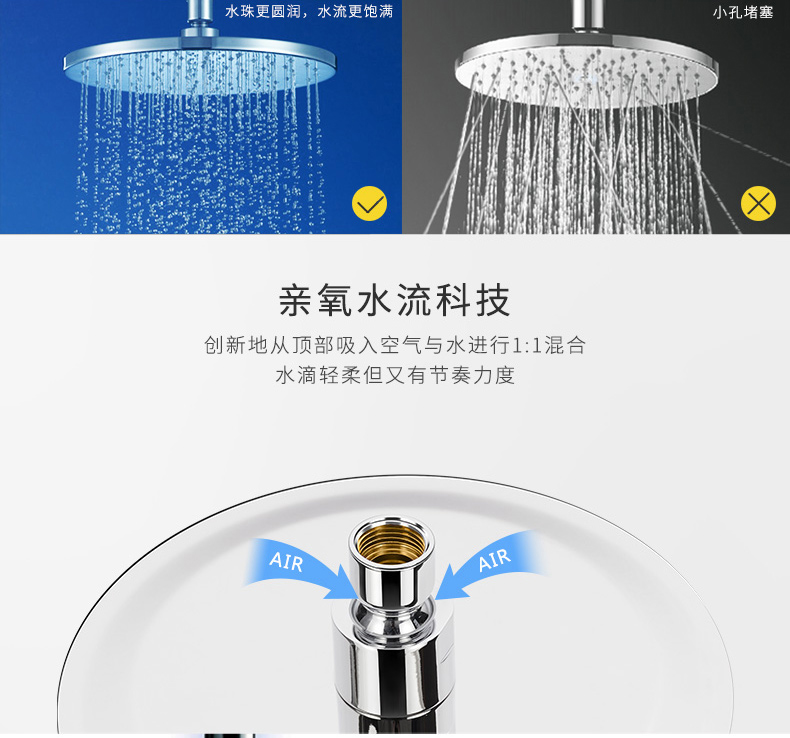 水珠更圆润，水流更饱满
小孔堵塞
亲氧水流科技
创新地从顶部吸入空气与水进行1:1混合
水滴轻柔但又有节奏力度
AIR
AIR